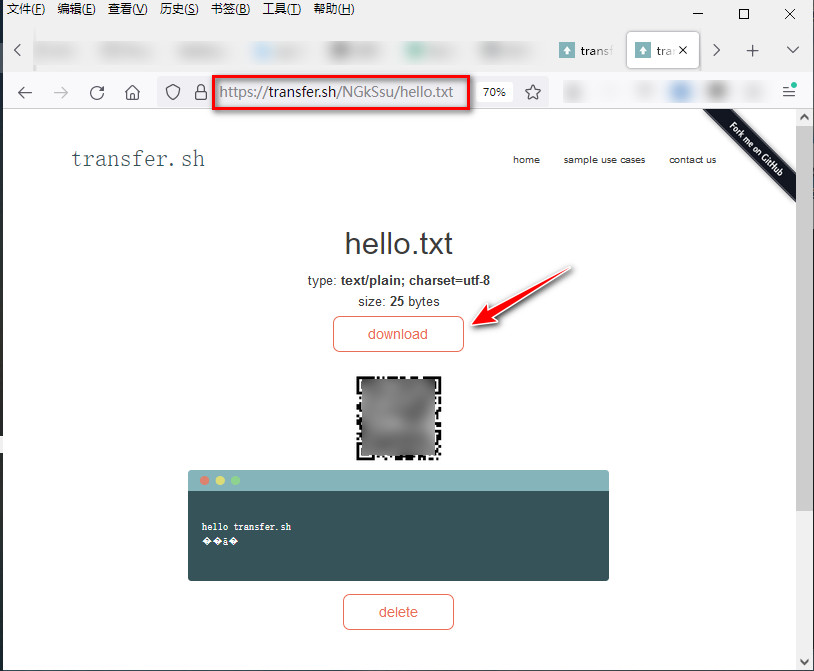 文件(F) 编辑(E) 查看(V) 历史(S) 书签(B) 工具(T) 帮助(H)
transf
trar
https://transfer.sh/NGkSsu/hello.txt
70%
Fork me on GitHub
transfer.sh
home
sample use cases
contact us
hello.txt
type: text/plain; charset=utf-8
size: 25 bytes
download
hello transfer.sh
��ã�
delete